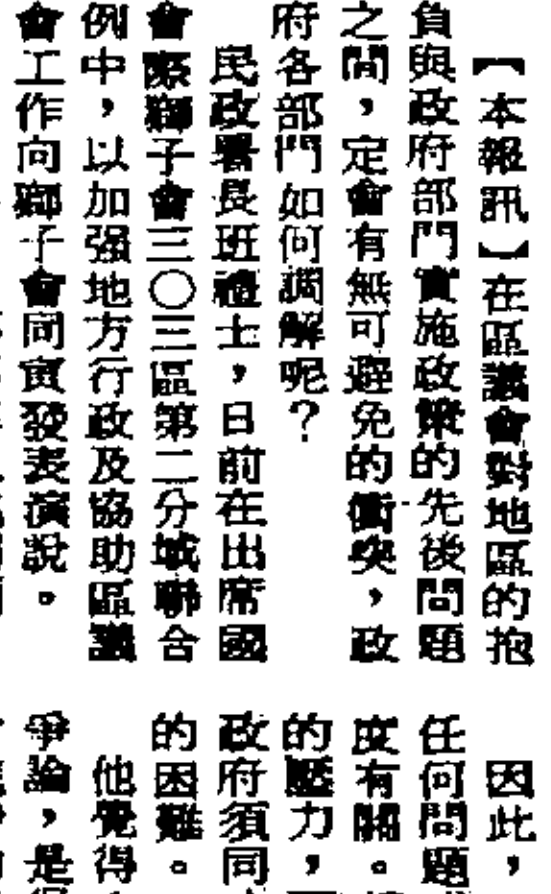 【本報訊】在區議會對地區的抱
負與政府部門實施政策的先後問題
之間，定會有無可避免的衝突，政
府各部門如何調解呢？
民政署長班禮士，日前在出席國
會際獅子會三〇三區第二分域聯合
例中，以加强地方行政及協助區議
會工作向獅子會同寅發表演說。
因此，
任何問題
度有關。
的壓力，
政府須同
的困難。
他覺得
爭論，是